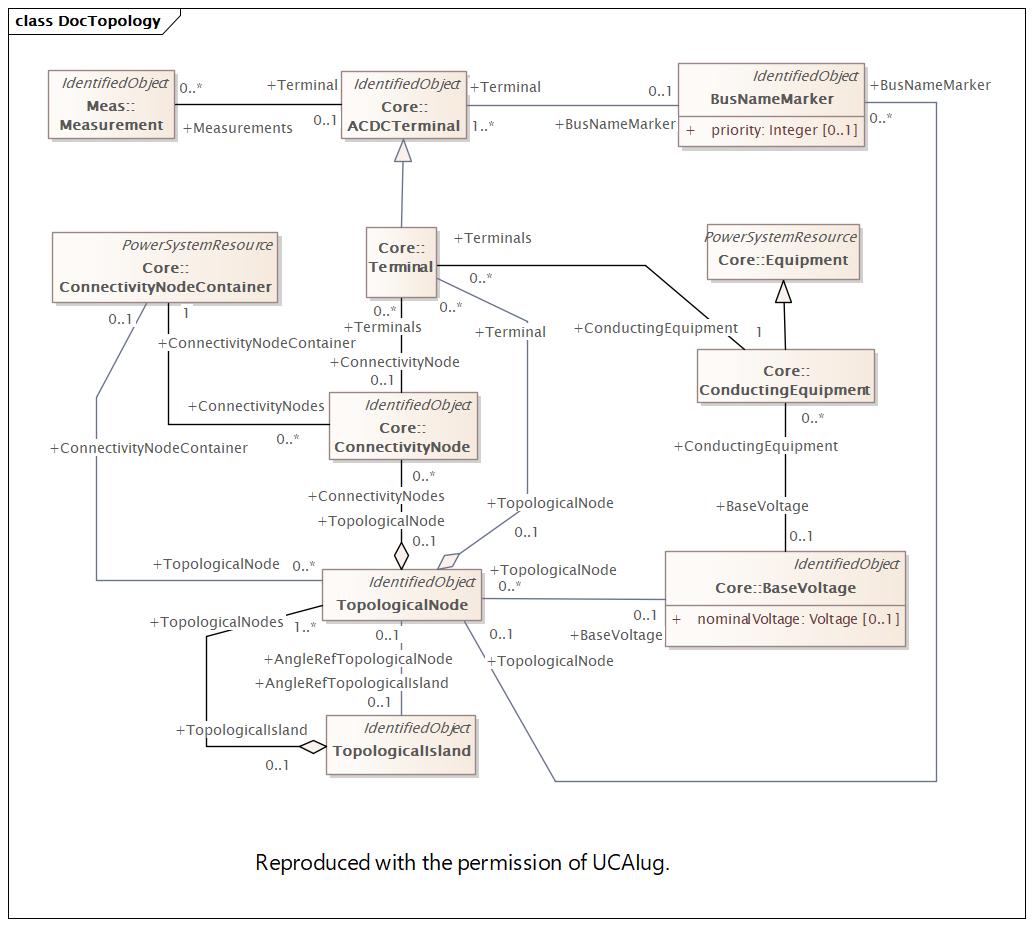 class DocTopology
IdentifiedObject
Meas::
Measurement
0..*
+Measurements
+Terminal
0..1
IdentifiedObject
Core::
ACDCTerminal
+Terminal
1..*
0..1
+BusNameMarker
IdentifiedObject
BusNameMarker
+ priority: Integer [0..1]
+BusNameMarker
0..*
PowerSystemResource
Core::
ConnectivityNodeContainer
Core::
Terminal
+Terminals
0..*
PowerSystemResource
Core::Equipment
0..1
1
+ConnectivityNodeContainer
0..*
+Terminals
0..*
+Terminal
+ConductingEquipment
1
+ConnectivityNode
0..1
Core::
ConductingEquipment
+ConnectivityNodes
0..*
IdentifiedObject
Core::
ConnectivityNode
0..*
+ConductingEquipment
+ConnectivityNodeContainer
0..*
+ConnectivityNodes
+TopologicalNode
0..1
+TopologicalNode
0..1
+BaseVoltage
0..1
+TopologicalNode
0..*
IdentifiedObject
TopologicalNode
+TopologicalNode
0..*
0..1
+BaseVoltage
IdentifiedObject
Core::BaseVoltage
+ nominalVoltage: Voltage [0..1]
+TopologicalNodes
1..*
0..1
+AngleRefTopologicalNode
+AngleRefTopologicalIsland
0..1
0..1
+TopologicalNode
+TopologicalIsland
0..1
IdentifiedObject
TopologicalIsland
Reproduced with the permission of UCAIug.